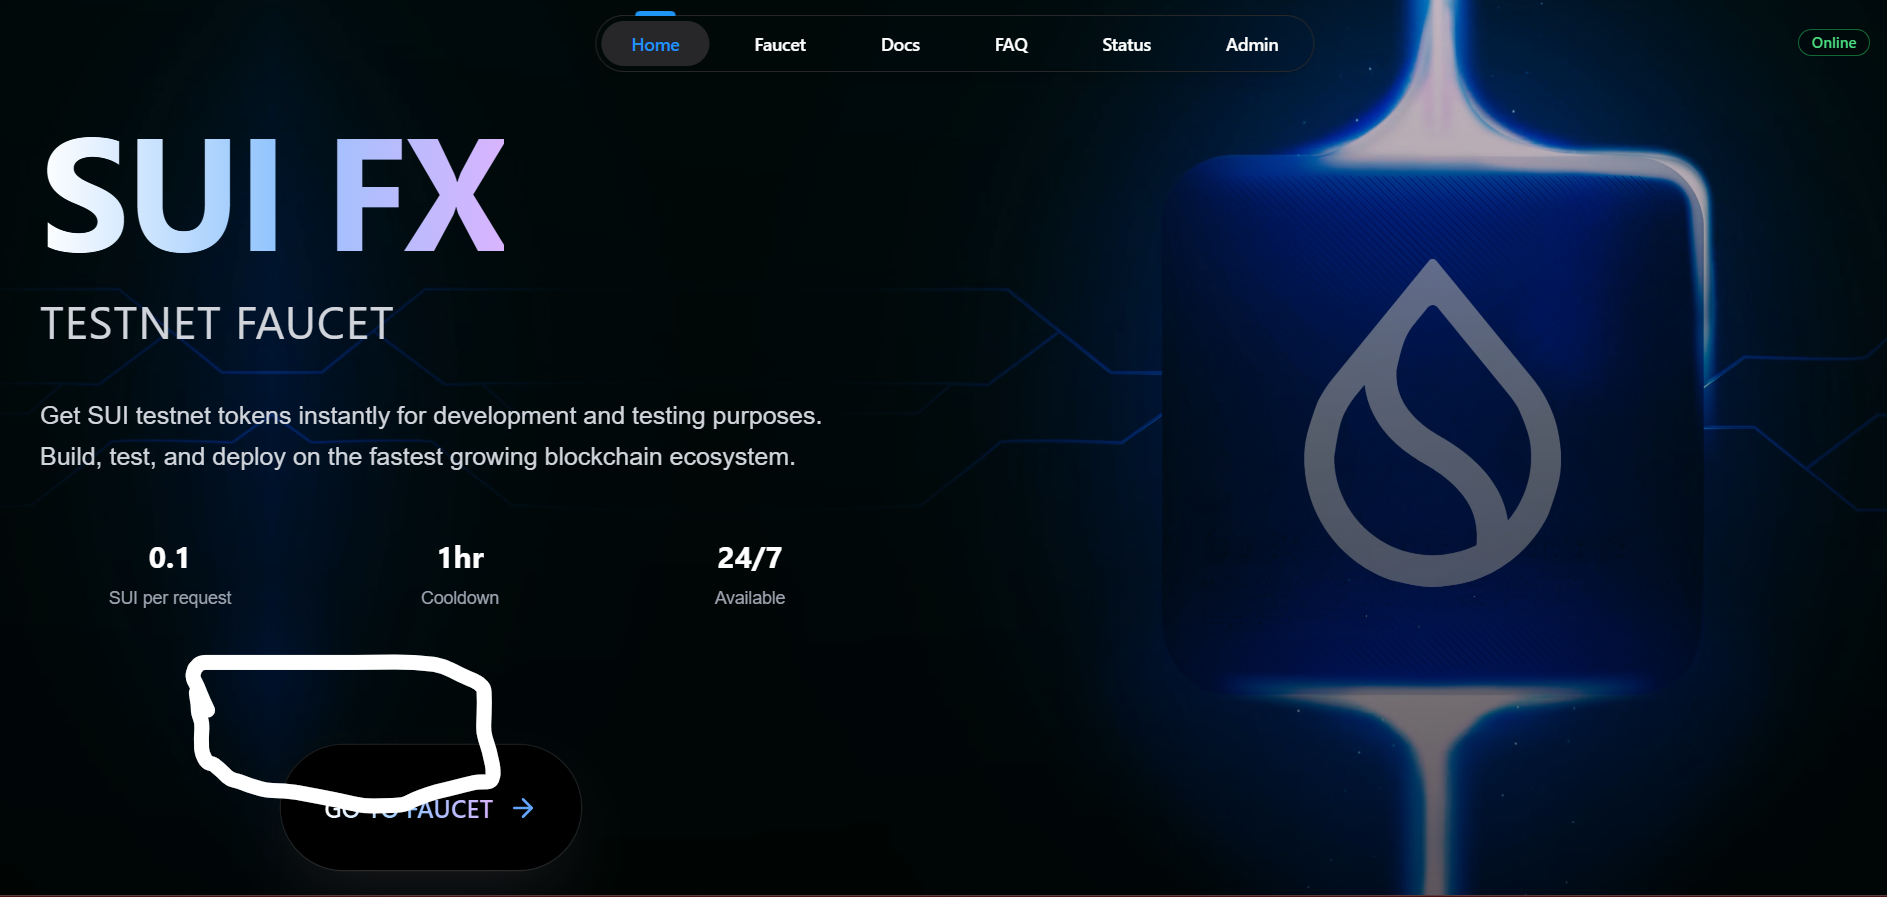 Home Faucet Docs FAQ Status Admin Online
SUI FX
TESTNET FAUCET
Get SUI testnet tokens instantly for development and testing purposes.
Build, test, and deploy on the fastest growing blockchain ecosystem.
0.1 1hr 24/7
SUI per request Cooldown Available
GO TO FAUCET